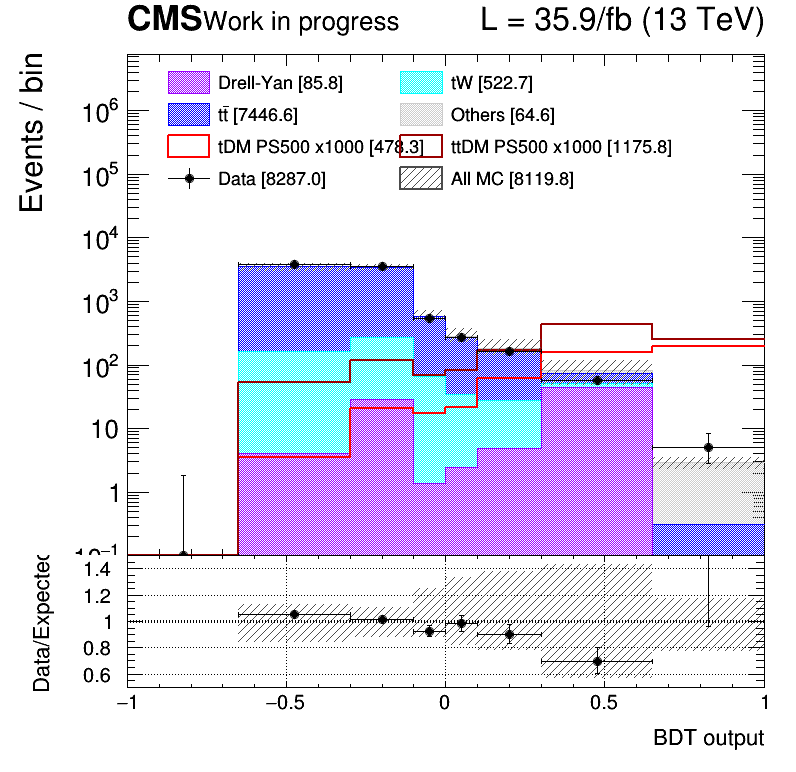 CMS Work in progress L = 35.9/fb (13 TeV)
Events / bin
Drell-Yan [85.8] tW [522.7]
tt̄ [7446.6] Others [64.6]
tDM PS500 x1000 [478.3] ttDM PS500 x1000 [1175.8]
Data [8287.0] All MC [8119.8]
10⁶
10⁵
10⁴
10³
10²
10
1
10⁻¹
Data/Expected
1.4
1.2
1
0.8
0.6
−1 −0.5 0 0.5 1
BDT output